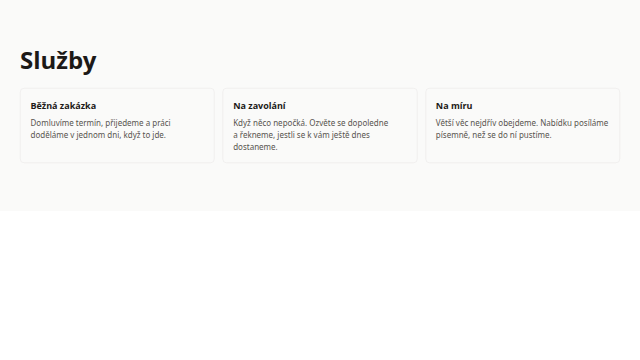 Služby
Běžná zakázka
Domluvíme termín, přijedeme a práci
doděláme v jednom dni, když to jde.
Na zavolání
Když něco nepočká. Ozvěte se dopoledne
a řekneme, jestli se k vám ještě dnes
dostaneme.
Na míru
Větší věc nejdřív obejdeme. Nabídku posíláme
písemně, než se do ní pustíme.